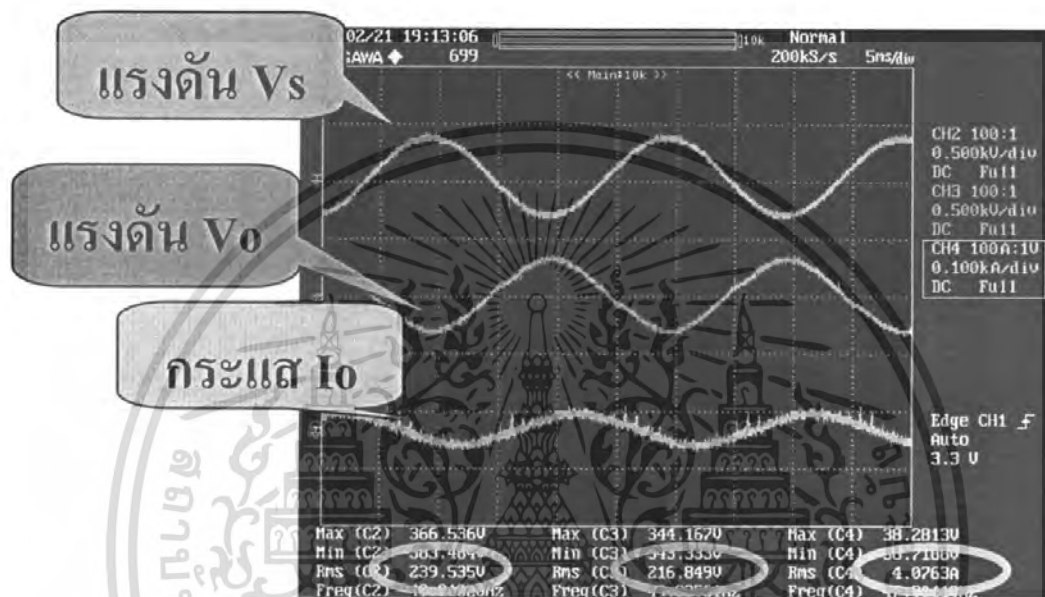 02/21 19:13:06
10k
Normal
699
200kS/s 5ms/div
<< Main:10k >>
แรงดัน Vs
แรงดัน Vo
กระแส Io
CH2 100:1
0.500kV/div
DC Full
CH3 100:1
0.500kV/div
DC Full
CH4 100A:1V
0.100kA/div
DC Full
Edge CH1
Auto
3.3 V
Max (C2) 366.536V Max (C3) 344.167V Max (C4) 38.2813V
Min (C2) Min (C3) Min (C4)
Rms (C2) 239.535V Rms 216.849V Rms (C4) 4.0763A
Freq(C2) Freq(C3) Freq(C4)